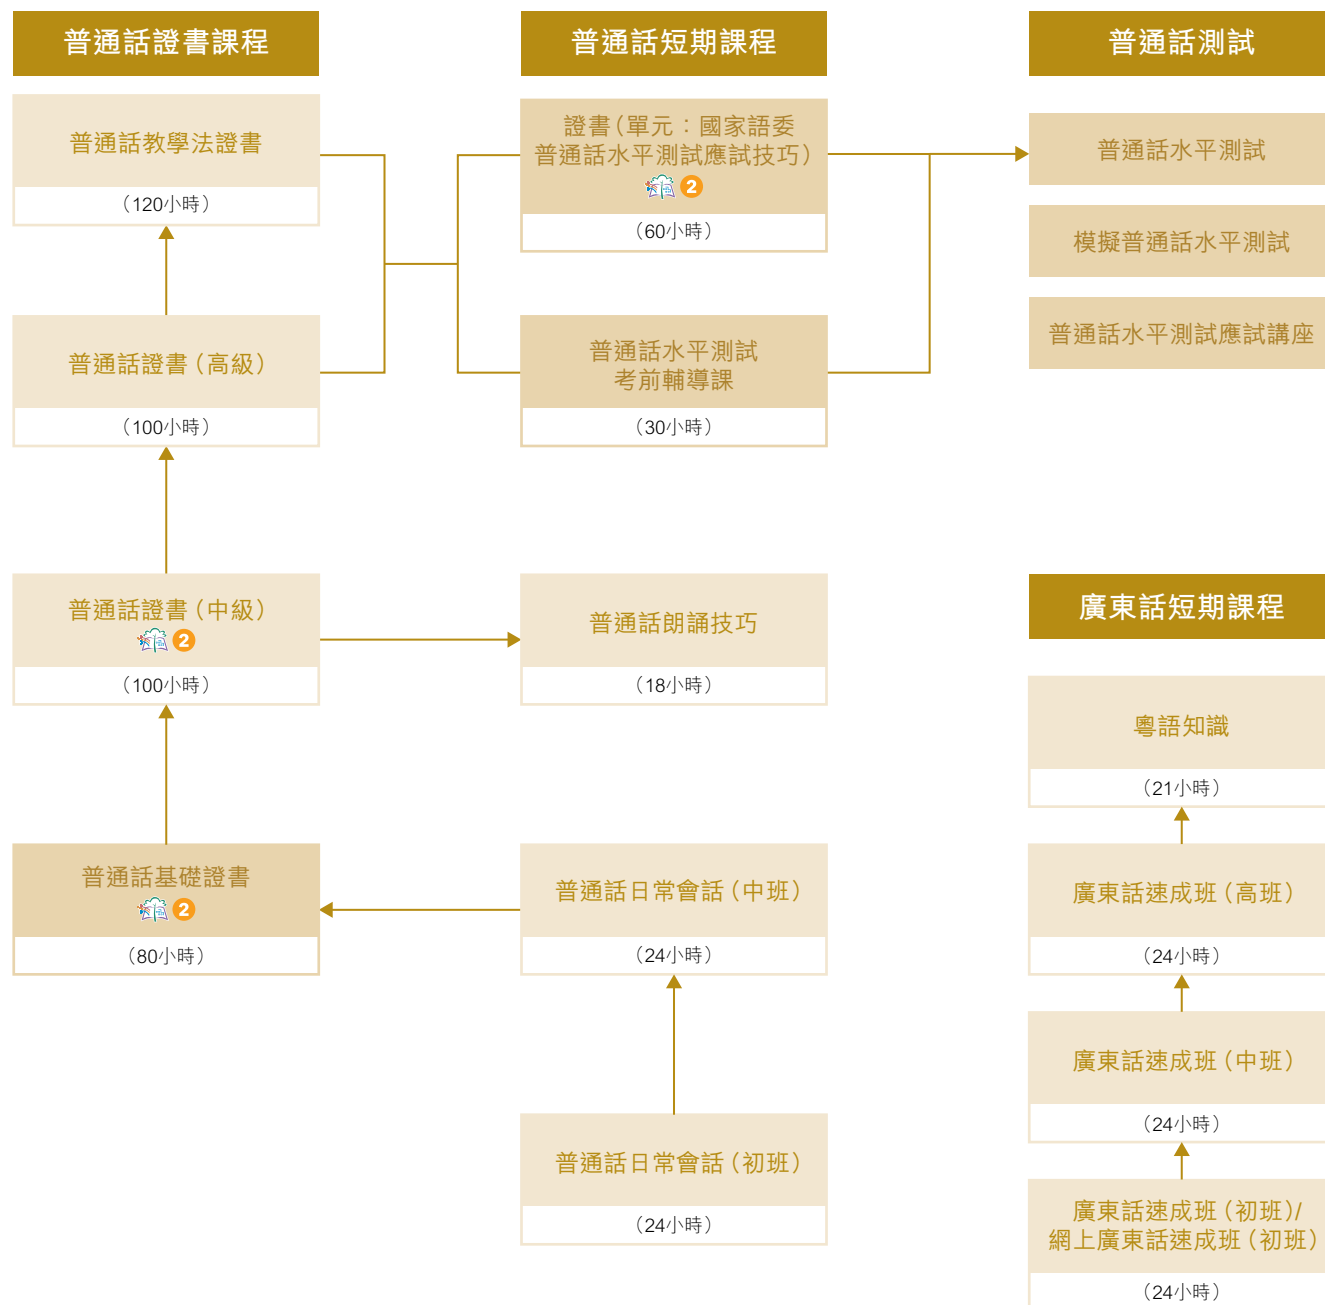 普通話證書課程
普通話教學法證書
（120小時）
普通話證書（高級）
（100小時）
普通話證書（中級）
2
（100小時）
普通話基礎證書
2
（80小時）
普通話短期課程
證書（單元：國家語委
普通話水平測試應試技巧）
2
（60小時）
普通話水平測試
考前輔導課
（30小時）
普通話朗誦技巧
（18小時）
普通話日常會話（中班）
（24小時）
普通話日常會話（初班）
（24小時）
普通話測試
普通話水平測試
模擬普通話水平測試
普通話水平測試應試講座
廣東話短期課程
粵語知識
（21小時）
廣東話速成班（高班）
（24小時）
廣東話速成班（中班）
（24小時）
廣東話速成班（初班）/
網上廣東話速成班（初班）
（24小時）